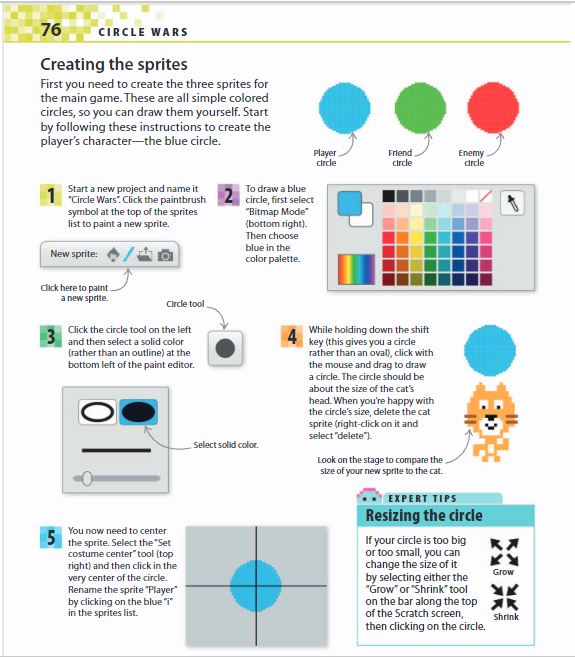 76
CIRCLE WARS
Creating the sprites
First you need to create the three sprites for
the main game. These are all simple colored
circles, so you can draw them yourself. Start
by following these instructions to create the
player's character—the blue circle.
Player
circle
Friend
circle
Enemy
circle
1
Start a new project and name it
"Circle Wars". Click the paintbrush
symbol at the top of the sprites
list to paint a new sprite.
New sprite:
Click here to paint
a new sprite.
2
To draw a blue
circle, first select
"Bitmap Mode"
(bottom right).
Then choose
blue in the
color palette.
Circle tool
3
Click the circle tool on the left
and then select a solid color
(rather than an outline) at the
bottom left of the paint editor.
Select solid color.
4
While holding down the shift
key (this gives you a circle
rather than an oval), click with
the mouse and drag to draw
a circle. The circle should be
about the size of the cat's
head. When you're happy with
the circle's size, delete the cat
sprite (right-click on it and
select "delete").
Look on the stage to compare the
size of your new sprite to the cat.
5
You now need to center
the sprite. Select the "Set
costume center" tool (top
right) and then click in the
very center of the circle.
Rename the sprite "Player"
by clicking on the blue "i"
in the sprites list.
EXPERT TIPS
Resizing the circle
If your circle is too big
or too small, you can
change the size of it
by selecting either the
"Grow" or "Shrink" tool
on the bar along the top
of the Scratch screen,
then clicking on the circle.
Grow
Shrink